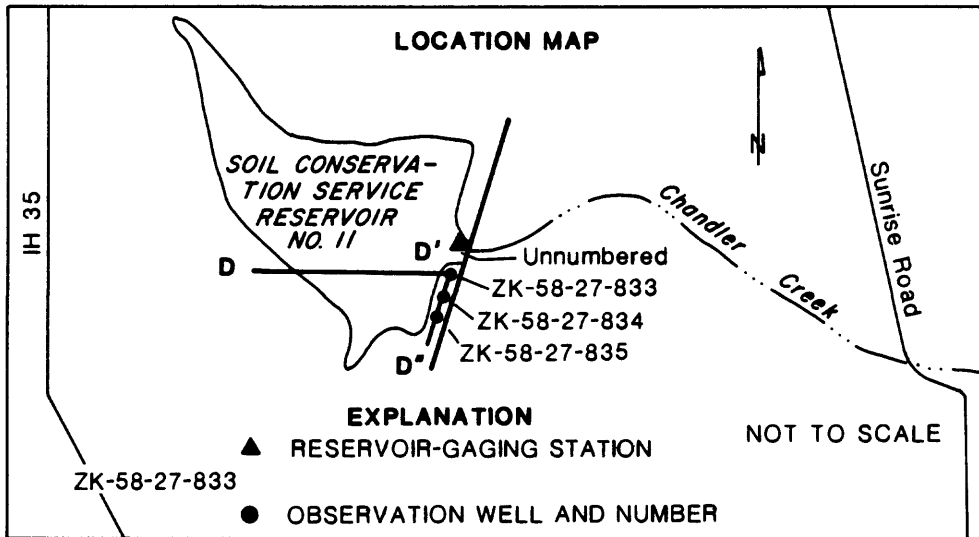 LOCATION MAP
N
IH 35
SOIL CONSERVA-
TION SERVICE
RESERVOIR
NO. 11
Chandler
Creek
Sunrise Road
D'
Unnumbered
D
ZK-58-27-833
ZK-58-27-834
ZK-58-27-835
D"
EXPLANATION
RESERVOIR-GAGING STATION
NOT TO SCALE
ZK-58-27-833
OBSERVATION WELL AND NUMBER